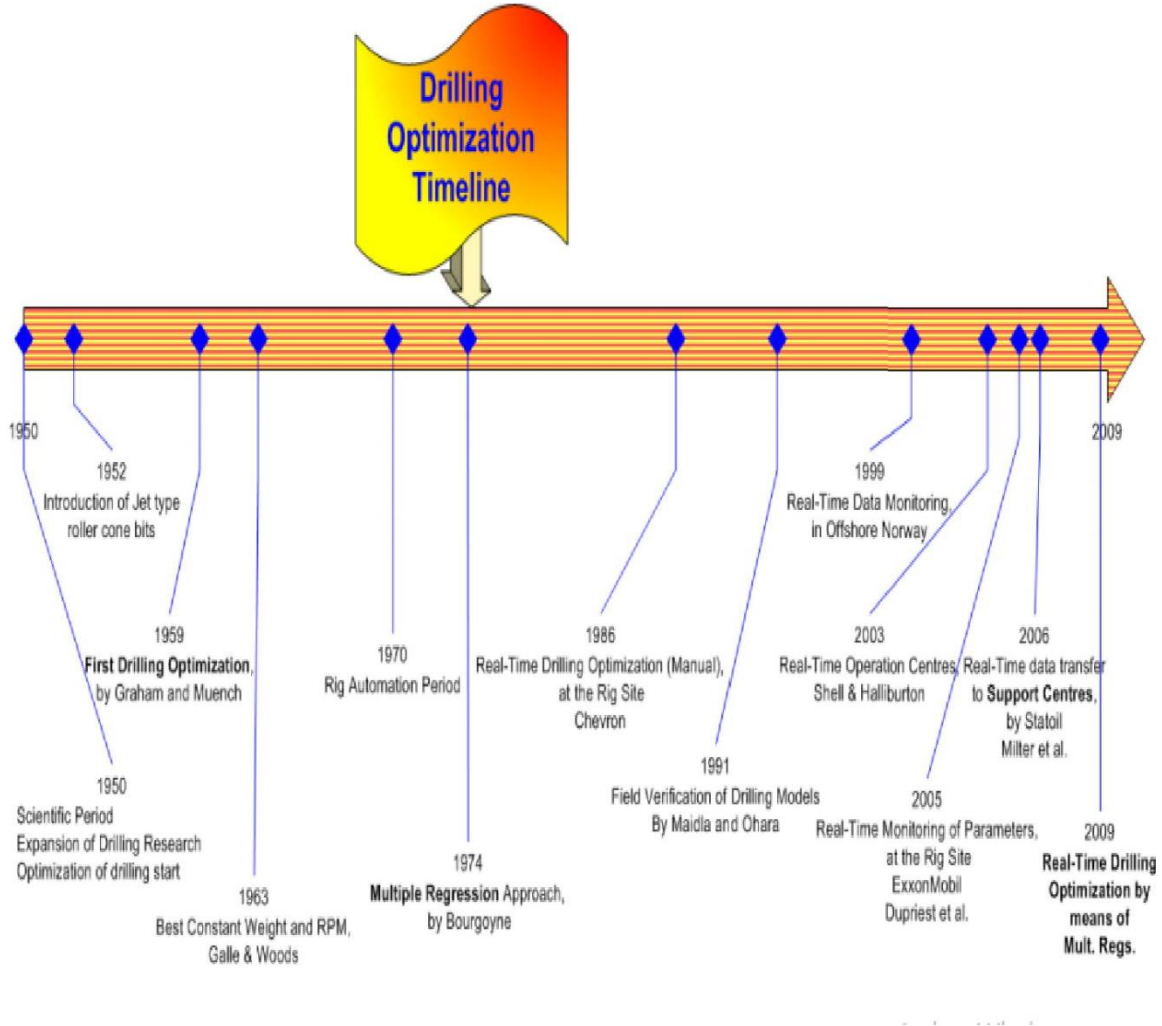 Drilling
Optimization
Timeline
1950
2009
1952
Introduction of Jet type
roller cone bits
1999
Real-Time Data Monitoring,
in Offshore Norway
1959
First Drilling Optimization,
by Graham and Muench
1970
Rig Automation Period
1986
Real-Time Drilling Optimization (Manual),
at the Rig Site
Chevron
2003
Real-Time Operation Centres,
Shell & Halliburton
2006
Real-Time data transfer
to Support Centres,
by Statoil
Milter et al.
1950
Scientific Period
Expansion of Drilling Research
Optimization of drilling start
1991
Field Verification of Drilling Models
By Maidla and Ohara
2005
Real-Time Monitoring of Parameters,
at the Rig Site
ExxonMobil
Dupriest et al.
2009
Real-Time Drilling
Optimization by
means of
Mult. Regs.
1963
Best Constant Weight and RPM,
Galle & Woods
1974
Multiple Regression Approach,
by Bourgoyne